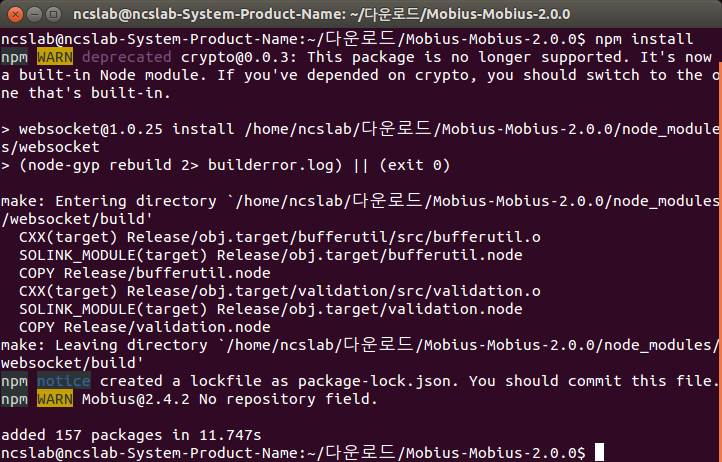 ncslab@ncslab-System-Product-Name: ~/다운로드/Mobius-Mobius-2.0.0
ncslab@ncslab-System-Product-Name:~/다운로드/Mobius-Mobius-2.0.0$ npm install
npm WARN deprecated crypto@0.0.3: This package is no longer supported. It's now
a built-in Node module. If you've depended on crypto, you should switch to the o
ne that's built-in.
> websocket@1.0.25 install /home/ncslab/다운로드/Mobius-Mobius-2.0.0/node_module
s/websocket
> (node-gyp rebuild 2> builderror.log) || (exit 0)
make: Entering directory `/home/ncslab/다운로드/Mobius-Mobius-2.0.0/node_modules
/websocket/build'
CXX(target) Release/obj.target/bufferutil/src/bufferutil.o
SOLINK_MODULE(target) Release/obj.target/bufferutil.node
COPY Release/bufferutil.node
CXX(target) Release/obj.target/validation/src/validation.o
SOLINK_MODULE(target) Release/obj.target/validation.node
COPY Release/validation.node
make: Leaving directory `/home/ncslab/다운로드/Mobius-Mobius-2.0.0/node_modules/
websocket/build'
npm notice created a lockfile as package-lock.json. You should commit this file.
npm WARN Mobius@2.4.2 No repository field.
added 157 packages in 11.747s
ncslab@ncslab-System-Product-Name:~/다운로드/Mobius-Mobius-2.0.0$